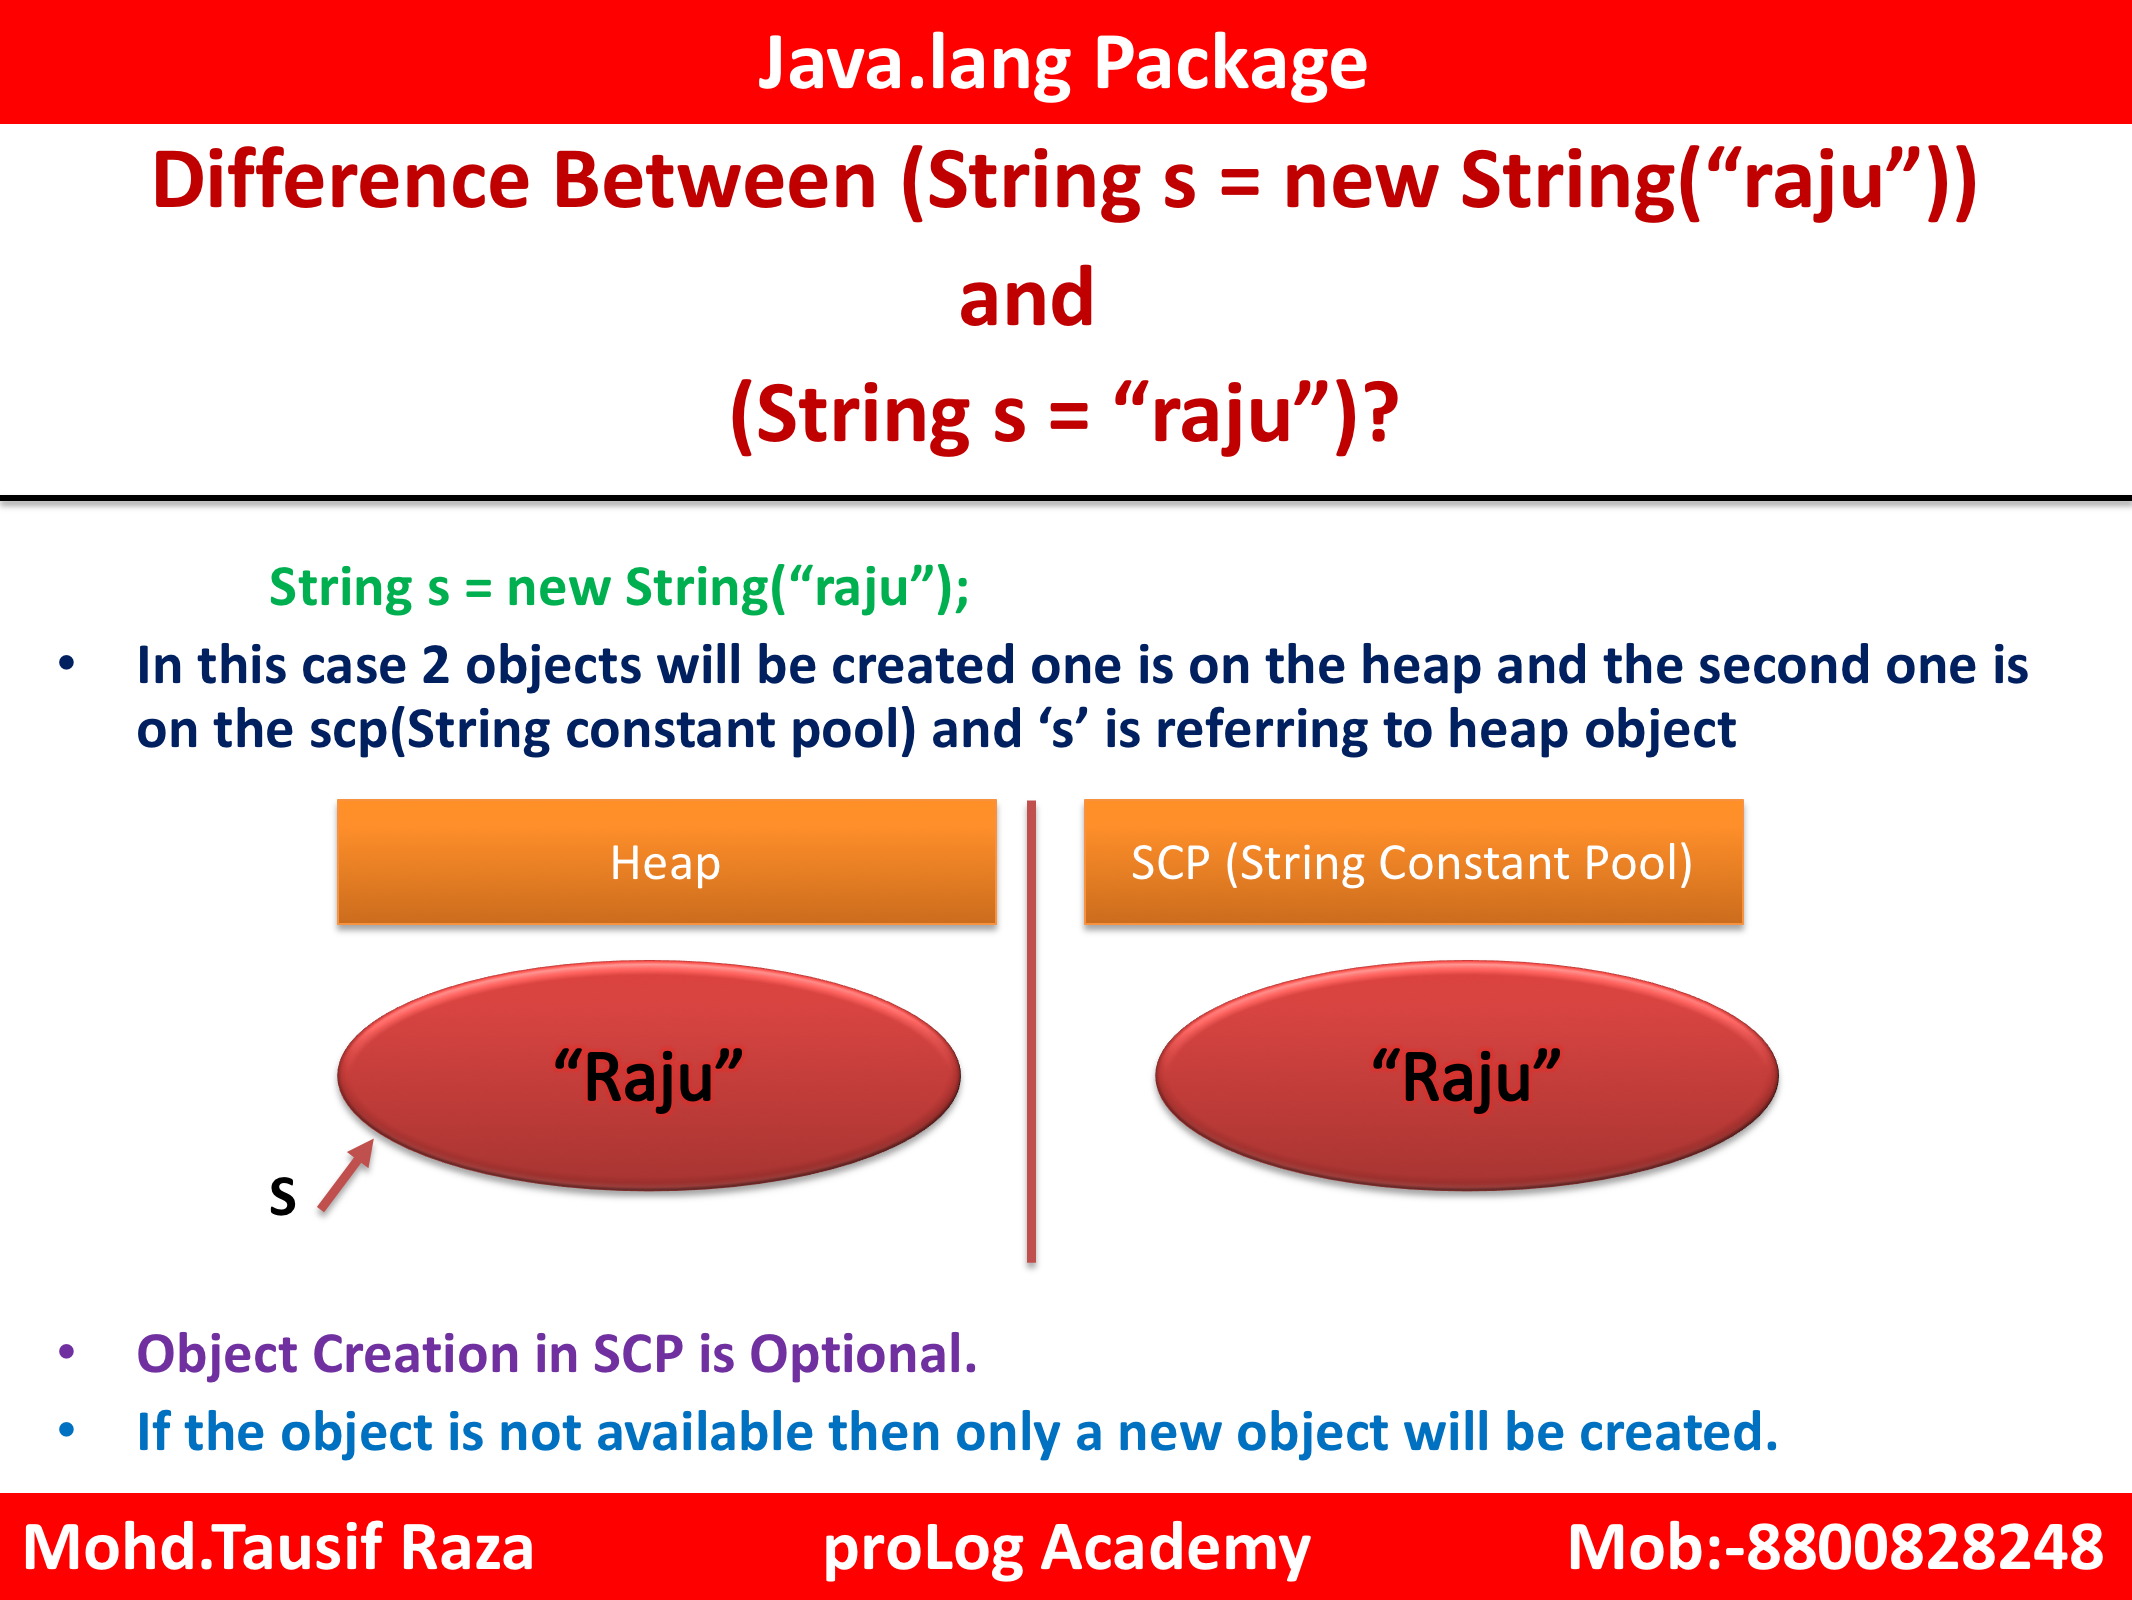 Java.lang Package
Difference Between (String s = new String(“raju”))
and
(String s = “raju”)?
String s = new String(“raju”);
• In this case 2 objects will be created one is on the heap and the second one is
on the scp(String constant pool) and ‘s’ is referring to heap object
Heap
SCP (String Constant Pool)
“Raju”
“Raju”
S
• Object Creation in SCP is Optional.
• If the object is not available then only a new object will be created.
Mohd.Tausif Raza proLog Academy Mob:-8800828248